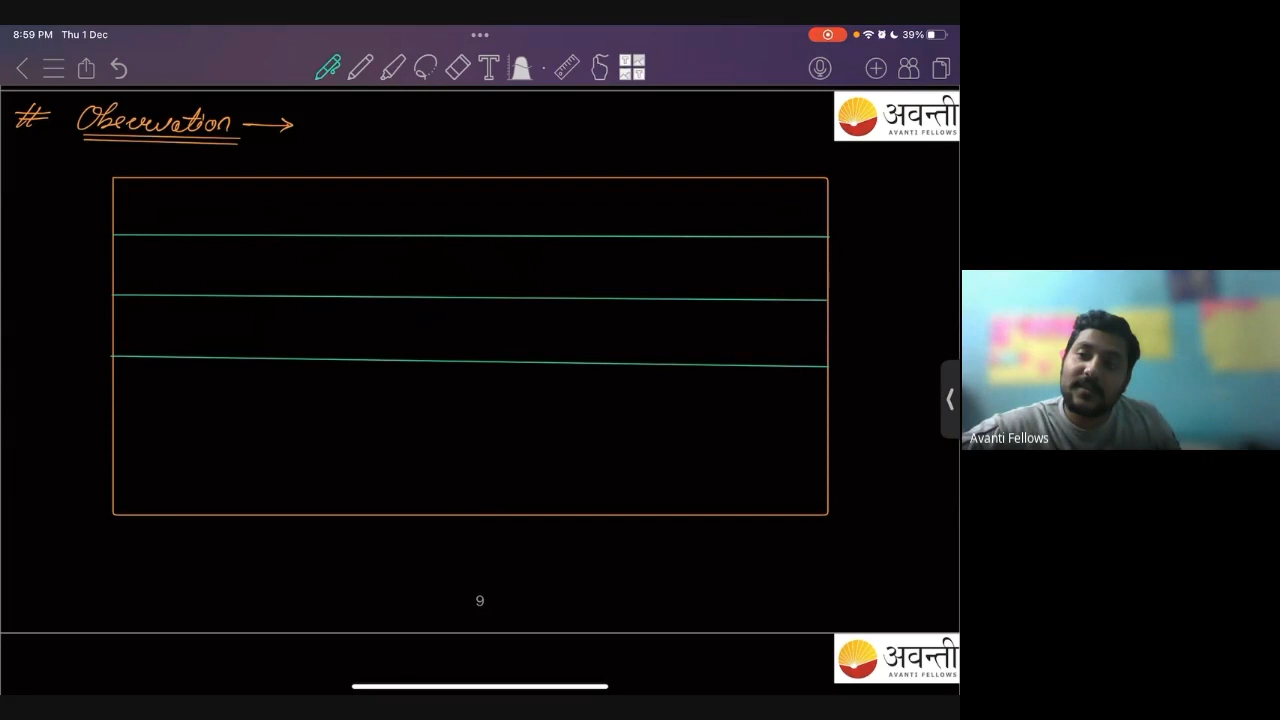 8:59 PM Thu 1 Dec
39%
# Observation →
अवन्ती
AVANTI FELLOWS
Avanti Fellows
9
अवन्ती
AVANTI FELLOWS